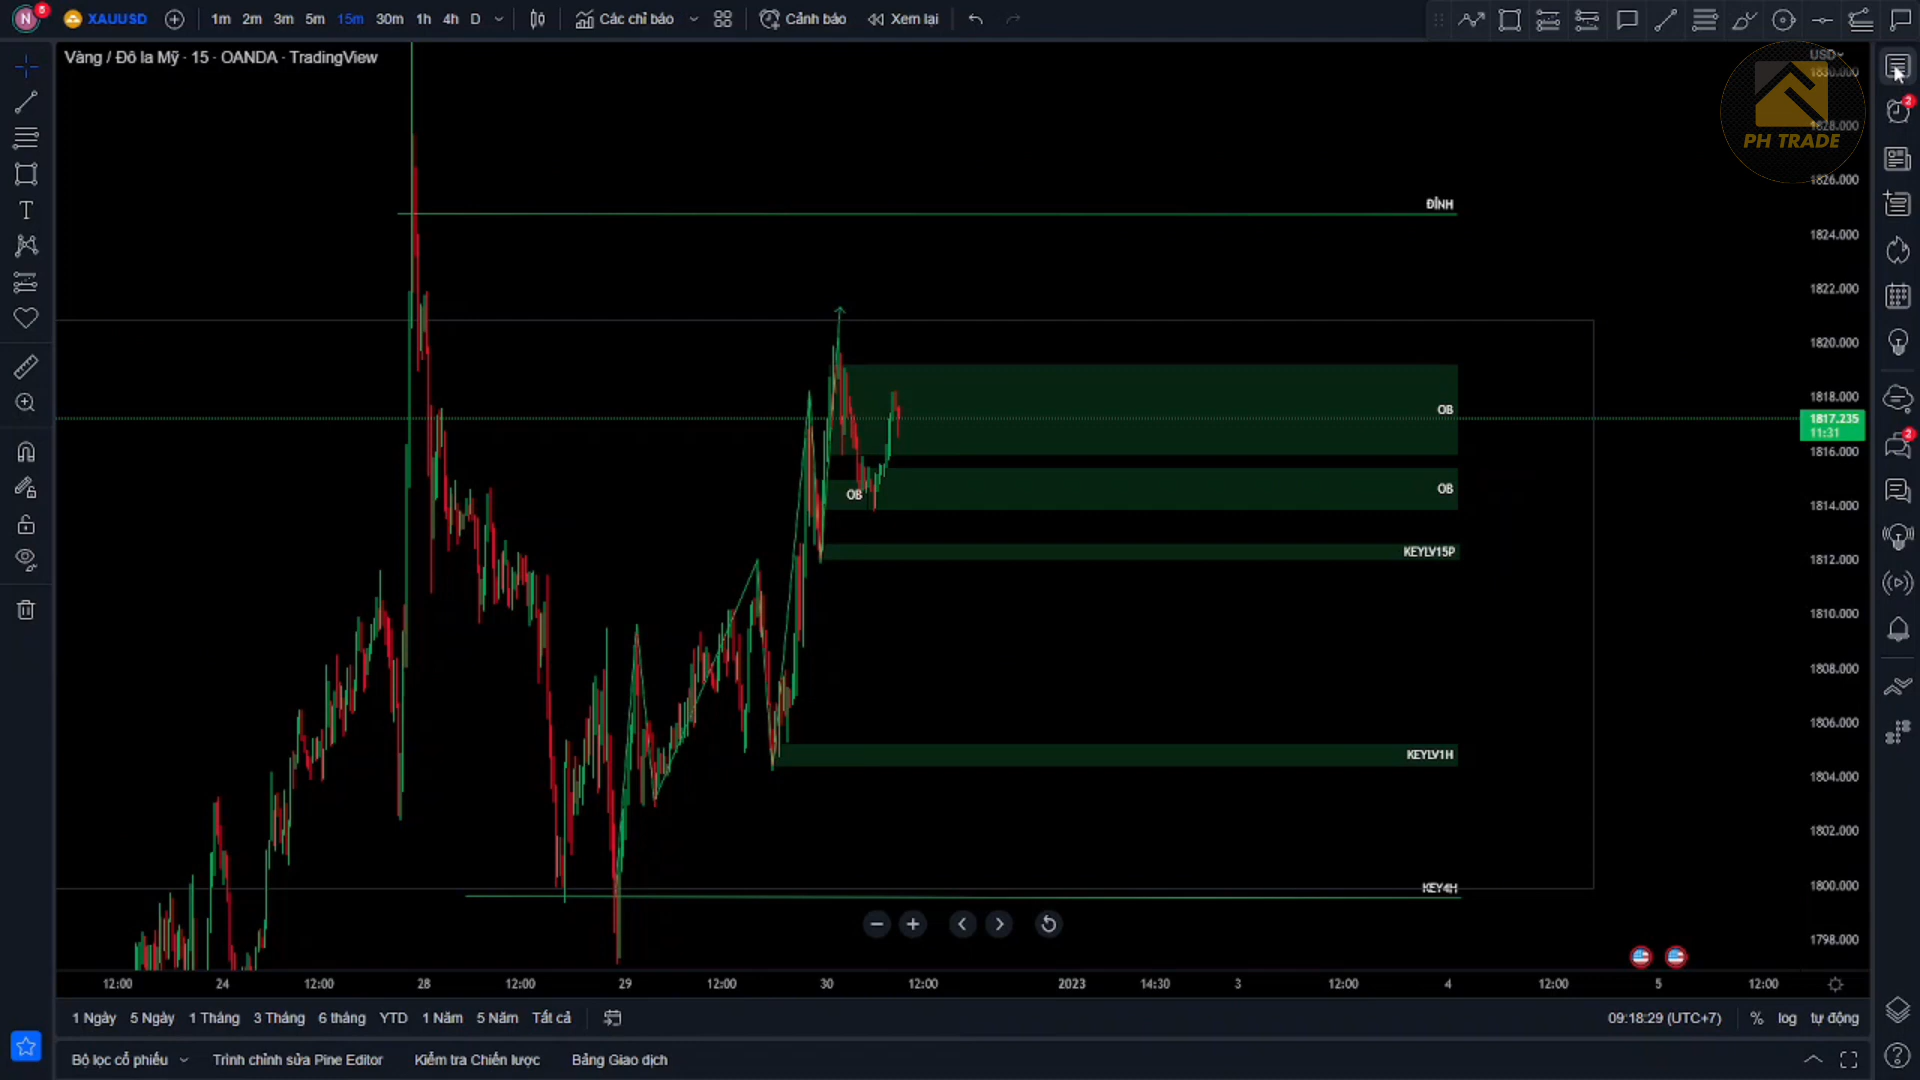 N 5 XAUUSD 1m 2m 3m 5m 15m 30m 1h 4h D Các chỉ báo Cảnh báo Xem lại
Vàng / Đô la Mỹ · 15 · OANDA · TradingView
USD
1830.000
2
1828.000
PH TRADE
1826.000
ĐỈNH
1824.000
1822.000
1820.000
1818.000
OB
1817.235
11:31
2
1816.000
OB
OB
1814.000
KEYLV15P
1812.000
1810.000
1808.000
1806.000
KEYLV1H
1804.000
1802.000
KEY4H
1800.000
1798.000
12:00 24 12:00 28 12:00 29 12:00 30 12:00 2023 14:30 3 12:00 4 12:00 5 12:00
1 Ngày 5 Ngày 1 Tháng 3 Tháng 6 tháng YTD 1 Năm 5 Năm Tất cả 09:18:29 (UTC+7) % log tự động
Bộ lọc cổ phiếu Trình chỉnh sửa Pine Editor Kiểm tra Chiến lược Bảng Giao dịch